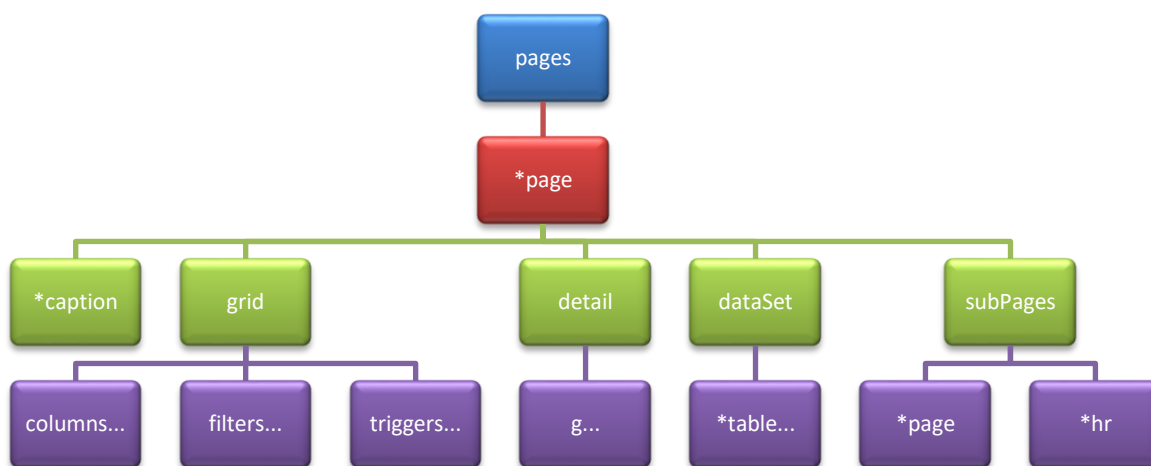 pages
*page
*caption
grid
detail
dataSet
subPages
columns...
filters...
triggers...
g...
*table...
*page
*hr